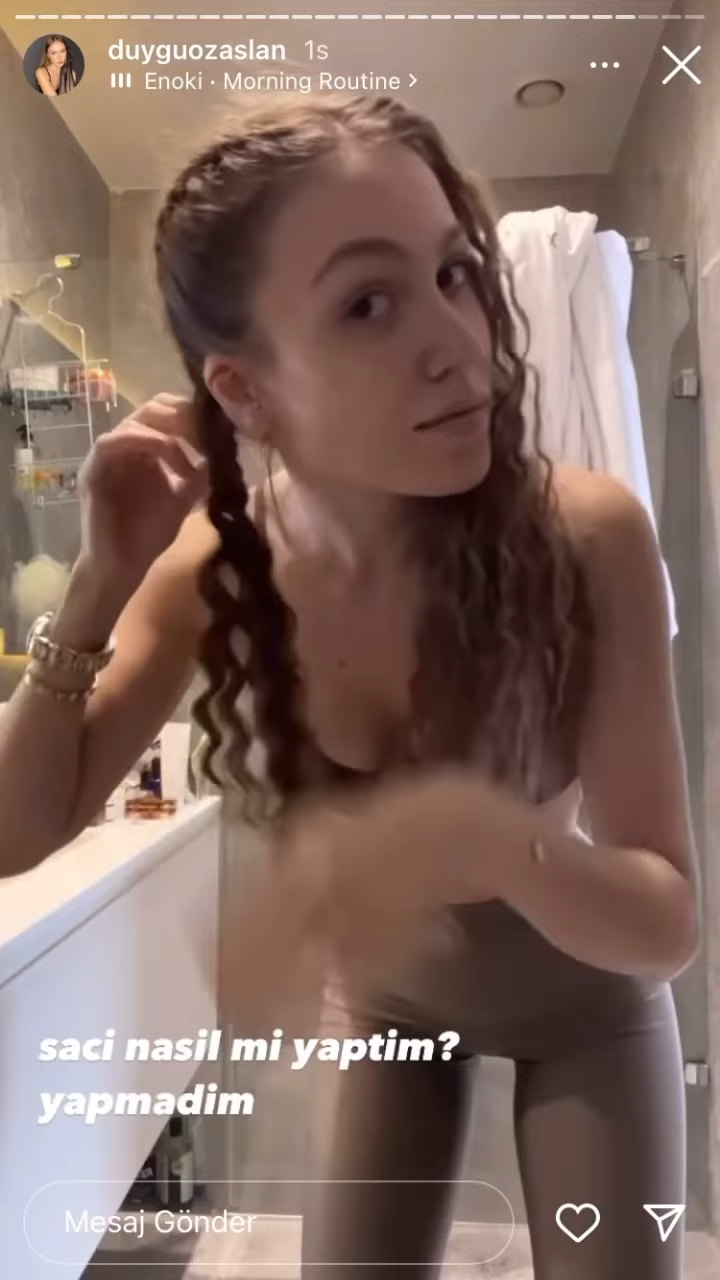 duyguozaslan 1s
Enoki · Morning Routine >
saci nasil mi yaptim?
yapmadim
Mesaj Gönder